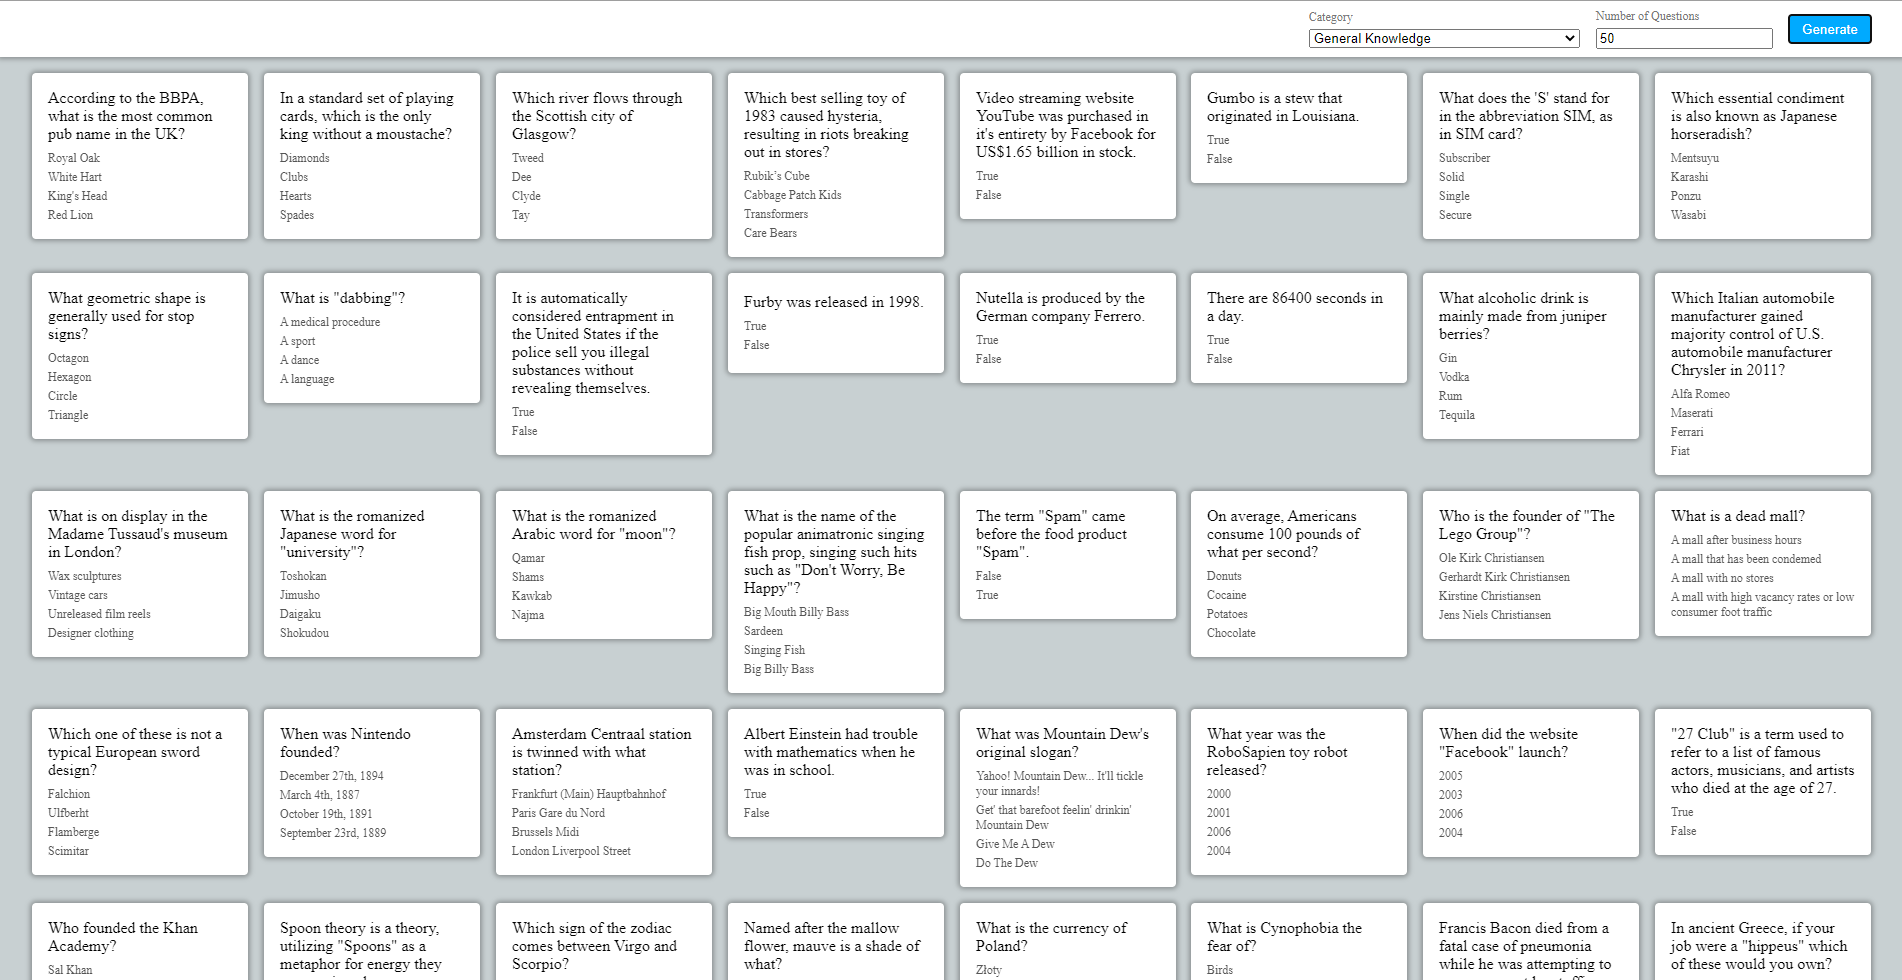 Category
General Knowledge
Number of Questions
50
Generate
According to the BBPA,
what is the most common
pub name in the UK?
Royal Oak
White Hart
King's Head
Red Lion
In a standard set of playing
cards, which is the only
king without a moustache?
Diamonds
Clubs
Hearts
Spades
Which river flows through
the Scottish city of
Glasgow?
Tweed
Dee
Clyde
Tay
Which best selling toy of
1983 caused hysteria,
resulting in riots breaking
out in stores?
Rubik’s Cube
Cabbage Patch Kids
Transformers
Care Bears
Video streaming website
YouTube was purchased in
it's entirety by Facebook for
US$1.65 billion in stock.
True
False
Gumbo is a stew that
originated in Louisiana.
True
False
What does the 'S' stand for
in the abbreviation SIM, as
in SIM card?
Subscriber
Solid
Single
Secure
Which essential condiment
is also known as Japanese
horseradish?
Mentsuyu
Karashi
Ponzu
Wasabi
What geometric shape is
generally used for stop
signs?
Octagon
Hexagon
Circle
Triangle
What is "dabbing"?
A medical procedure
A sport
A dance
A language
It is automatically
considered entrapment in
the United States if the
police sell you illegal
substances without
revealing themselves.
True
False
Furby was released in 1998.
True
False
Nutella is produced by the
German company Ferrero.
True
False
There are 86400 seconds in
a day.
True
False
What alcoholic drink is
mainly made from juniper
berries?
Gin
Vodka
Rum
Tequila
Which Italian automobile
manufacturer gained
majority control of U.S.
automobile manufacturer
Chrysler in 2011?
Alfa Romeo
Maserati
Ferrari
Fiat
What is on display in the
Madame Tussaud's museum
in London?
Wax sculptures
Vintage cars
Unreleased film reels
Designer clothing
What is the romanized
Japanese word for
"university"?
Toshokan
Jimusho
Daigaku
Shokudou
What is the romanized
Arabic word for "moon"?
Qamar
Shams
Kawkab
Najma
What is the name of the
popular animatronic singing
fish prop, singing such hits
such as "Don't Worry, Be
Happy"?
Big Mouth Billy Bass
Sardeen
Singing Fish
Big Billy Bass
The term "Spam" came
before the food product
"Spam".
False
True
On average, Americans
consume 100 pounds of
what per second?
Donuts
Cocaine
Potatoes
Chocolate
Who is the founder of "The
Lego Group"?
Ole Kirk Christiansen
Gerhardt Kirk Christiansen
Kirstine Christiansen
Jens Niels Christiansen
What is a dead mall?
A mall after business hours
A mall that has been condemed
A mall with no stores
A mall with high vacancy rates or low
consumer foot traffic
Which one of these is not a
typical European sword
design?
Falchion
Ulfberht
Flamberge
Scimitar
When was Nintendo
founded?
December 27th, 1894
March 4th, 1887
October 19th, 1891
September 23rd, 1889
Amsterdam Centraal station
is twinned with what
station?
Frankfurt (Main) Hauptbahnhof
Paris Gare du Nord
Brussels Midi
London Liverpool Street
Albert Einstein had trouble
with mathematics when he
was in school.
True
False
What was Mountain Dew's
original slogan?
Yahoo! Mountain Dew... It'll tickle
your innards!
Get' that barefoot feelin' drinkin'
Mountain Dew
Give Me A Dew
Do The Dew
What year was the
RoboSapien toy robot
released?
2000
2001
2006
2004
When did the website
"Facebook" launch?
2005
2003
2006
2004
"27 Club" is a term used to
refer to a list of famous
actors, musicians, and artists
who died at the age of 27.
True
False
Who founded the Khan
Academy?
Sal Khan
Spoon theory is a theory,
utilizing "Spoons" as a
metaphor for energy they
Which sign of the zodiac
comes between Virgo and
Scorpio?
Named after the mallow
flower, mauve is a shade of
what?
What is the currency of
Poland?
Złoty
What is Cynophobia the
fear of?
Birds
Francis Bacon died from a
fatal case of pneumonia
while he was attempting to
In ancient Greece, if your
job were a "hippeus" which
of these would you own?